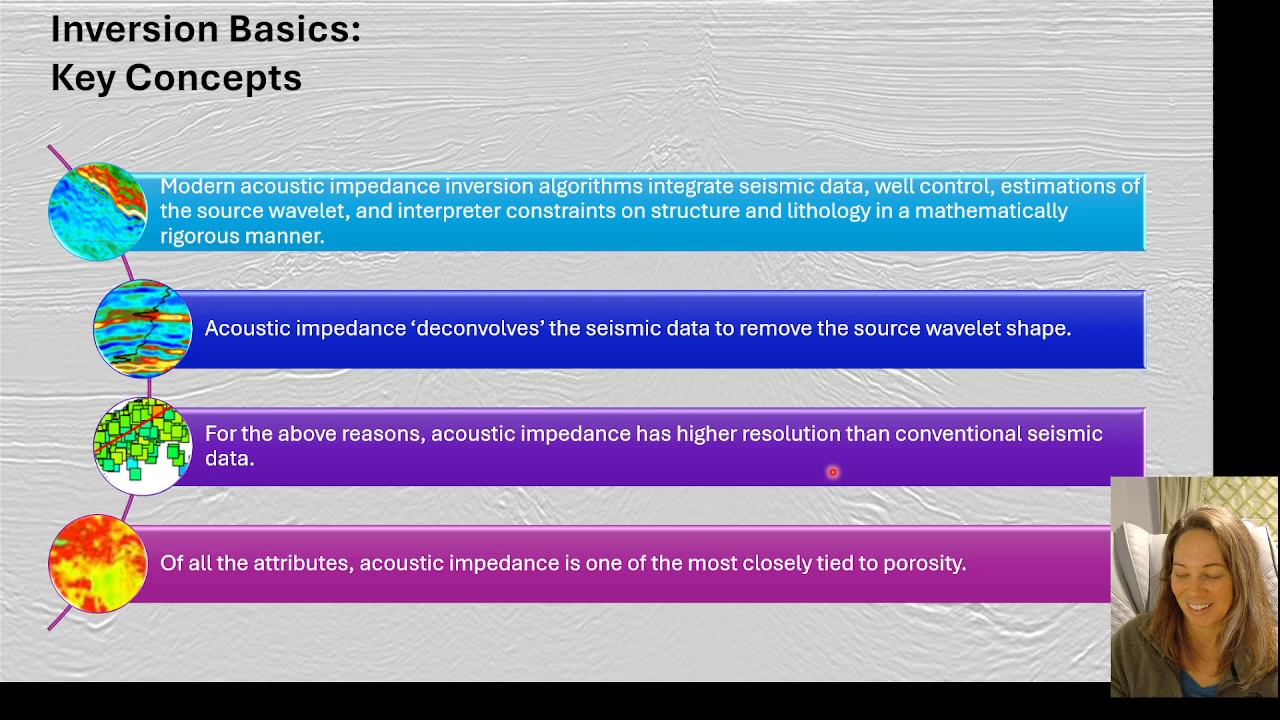 Inversion Basics:
Key Concepts
Modern acoustic impedance inversion algorithms integrate seismic data, well control, estimations of
the source wavelet, and interpreter constraints on structure and lithology in a mathematically
rigorous manner.
Acoustic impedance ‘deconvolves’ the seismic data to remove the source wavelet shape.
For the above reasons, acoustic impedance has higher resolution than conventional seismic
data.
Of all the attributes, acoustic impedance is one of the most closely tied to porosity.